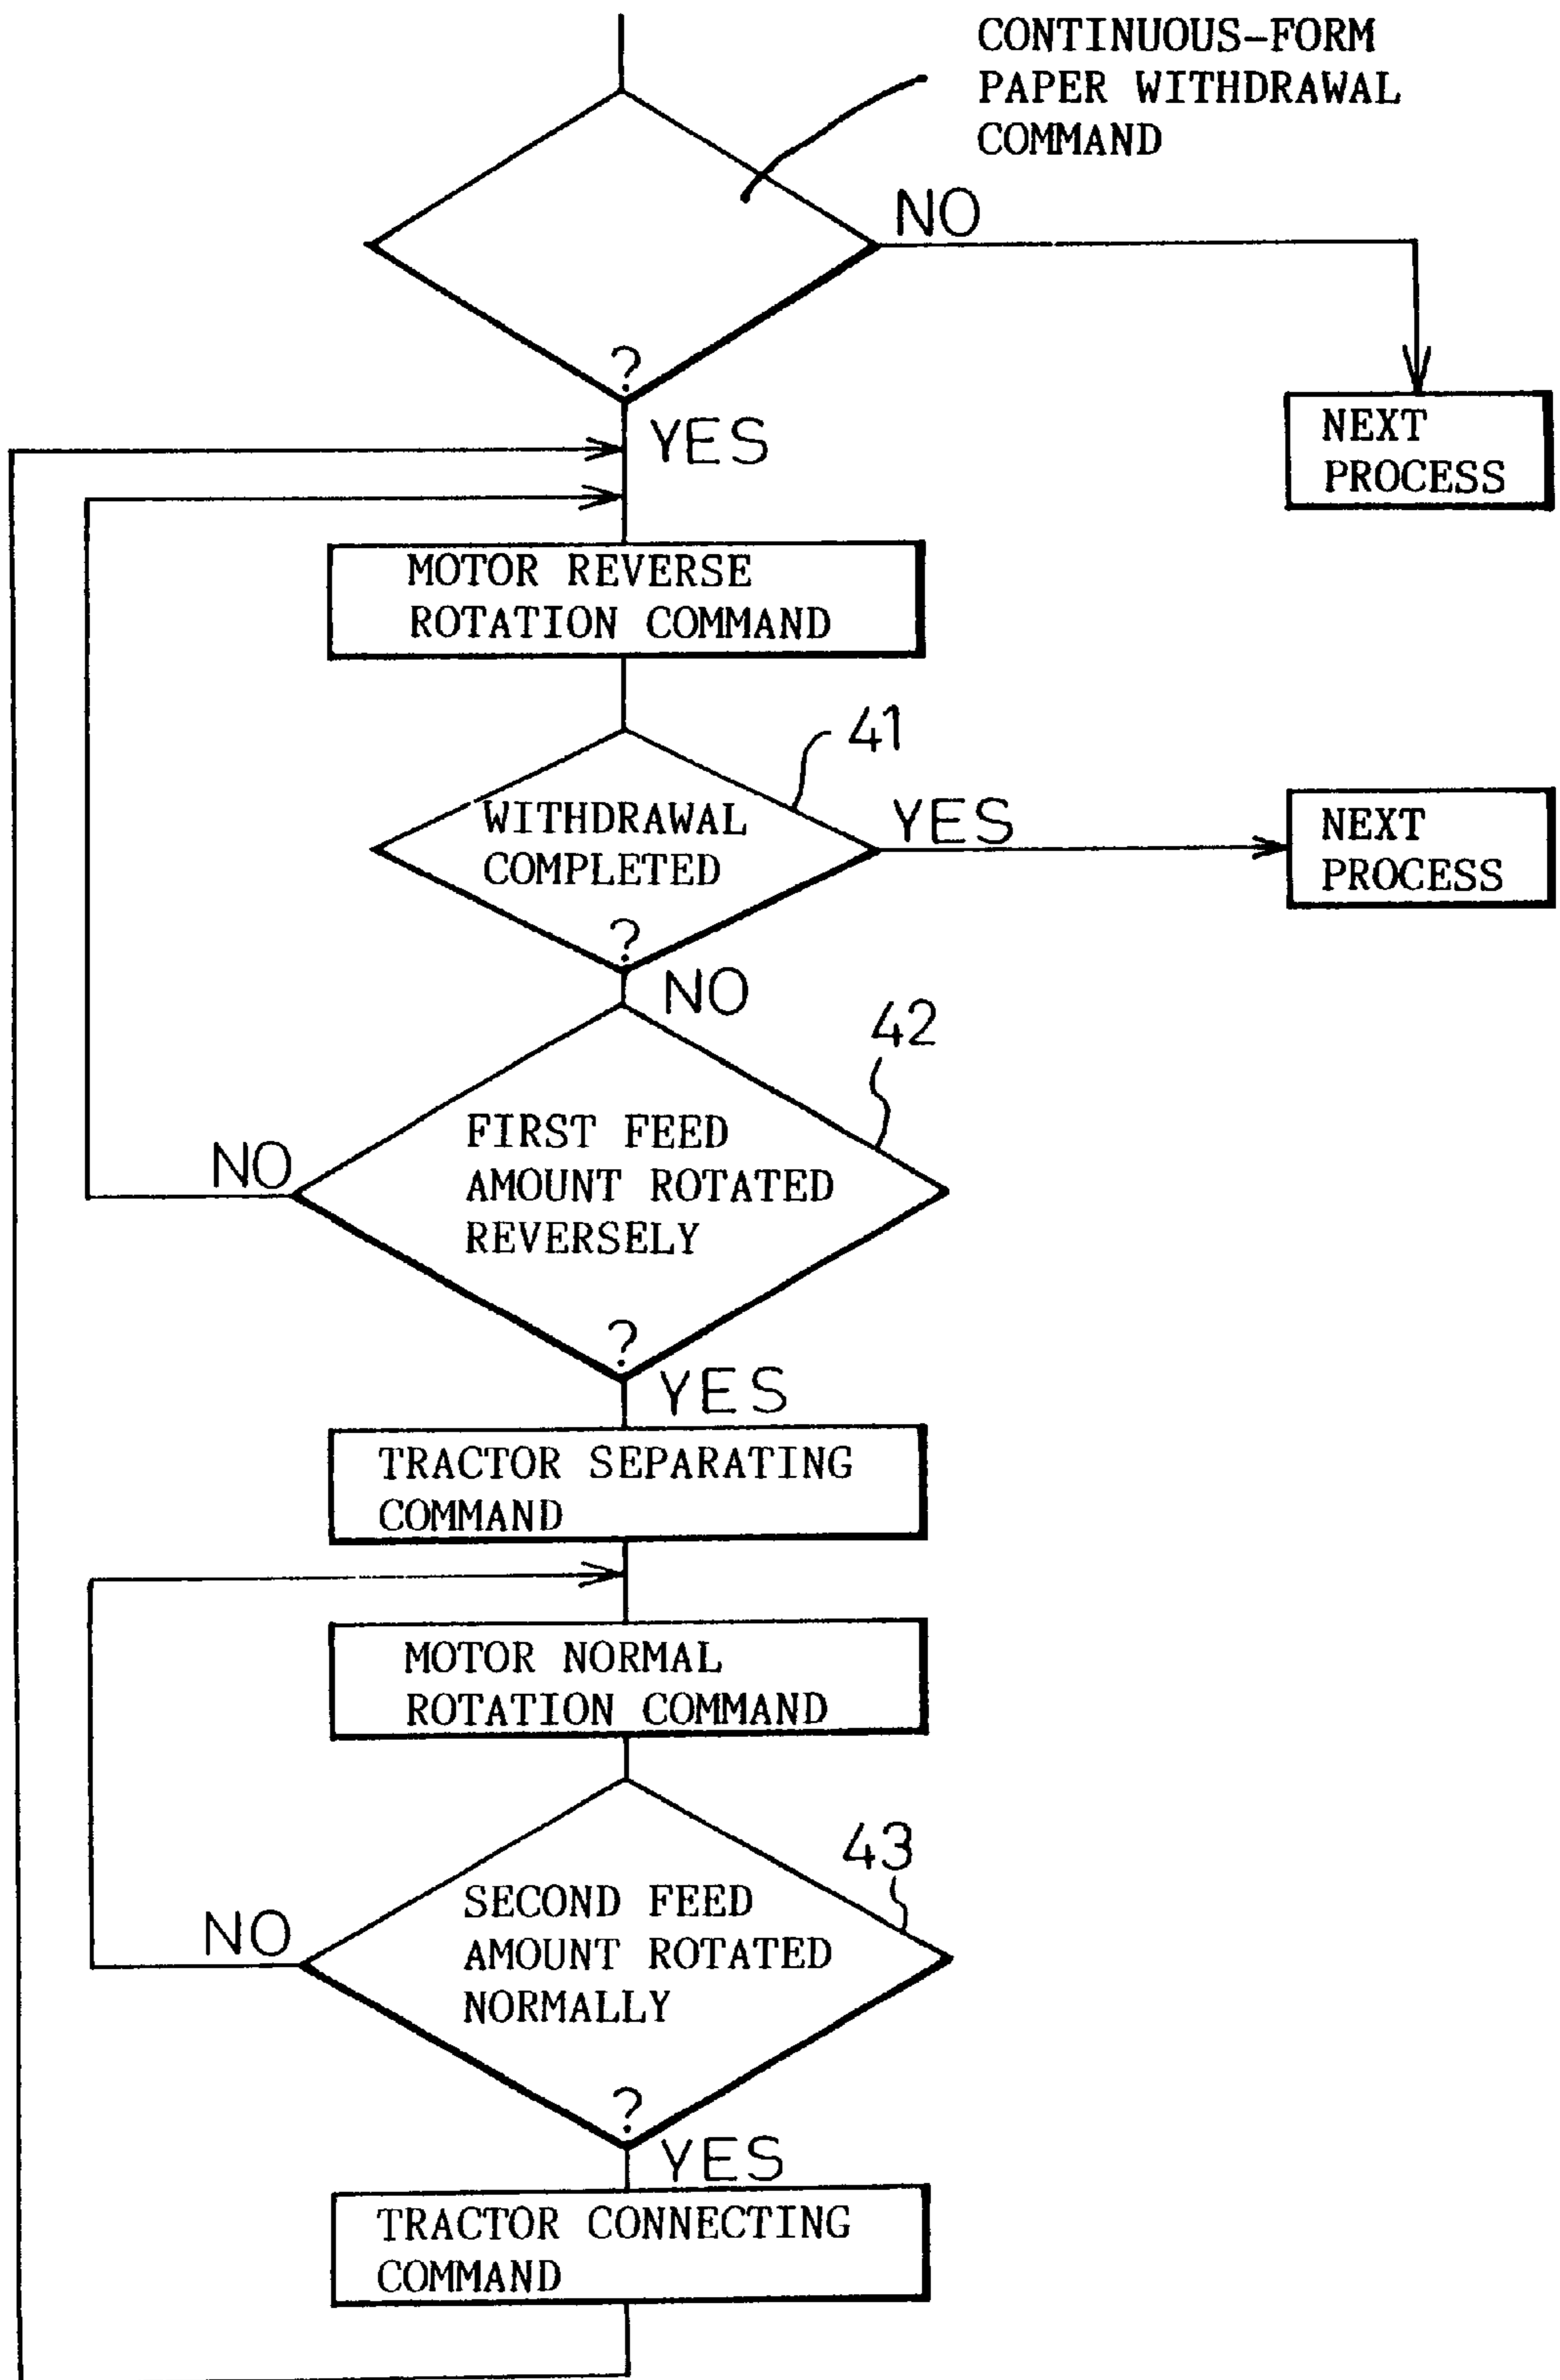 CONTINUOUS-FORM
PAPER WITHDRAWAL
COMMAND
NO
?
YES
NEXT
PROCESS
MOTOR REVERSE
ROTATION COMMAND
41
WITHDRAWAL
COMPLETED
?
YES
NEXT
PROCESS
NO
42
FIRST FEED
AMOUNT ROTATED
REVERSELY
?
NO
YES
TRACTOR SEPARATING
COMMAND
MOTOR NORMAL
ROTATION COMMAND
43
SECOND FEED
AMOUNT ROTATED
NORMALLY
?
NO
YES
TRACTOR CONNECTING
COMMAND